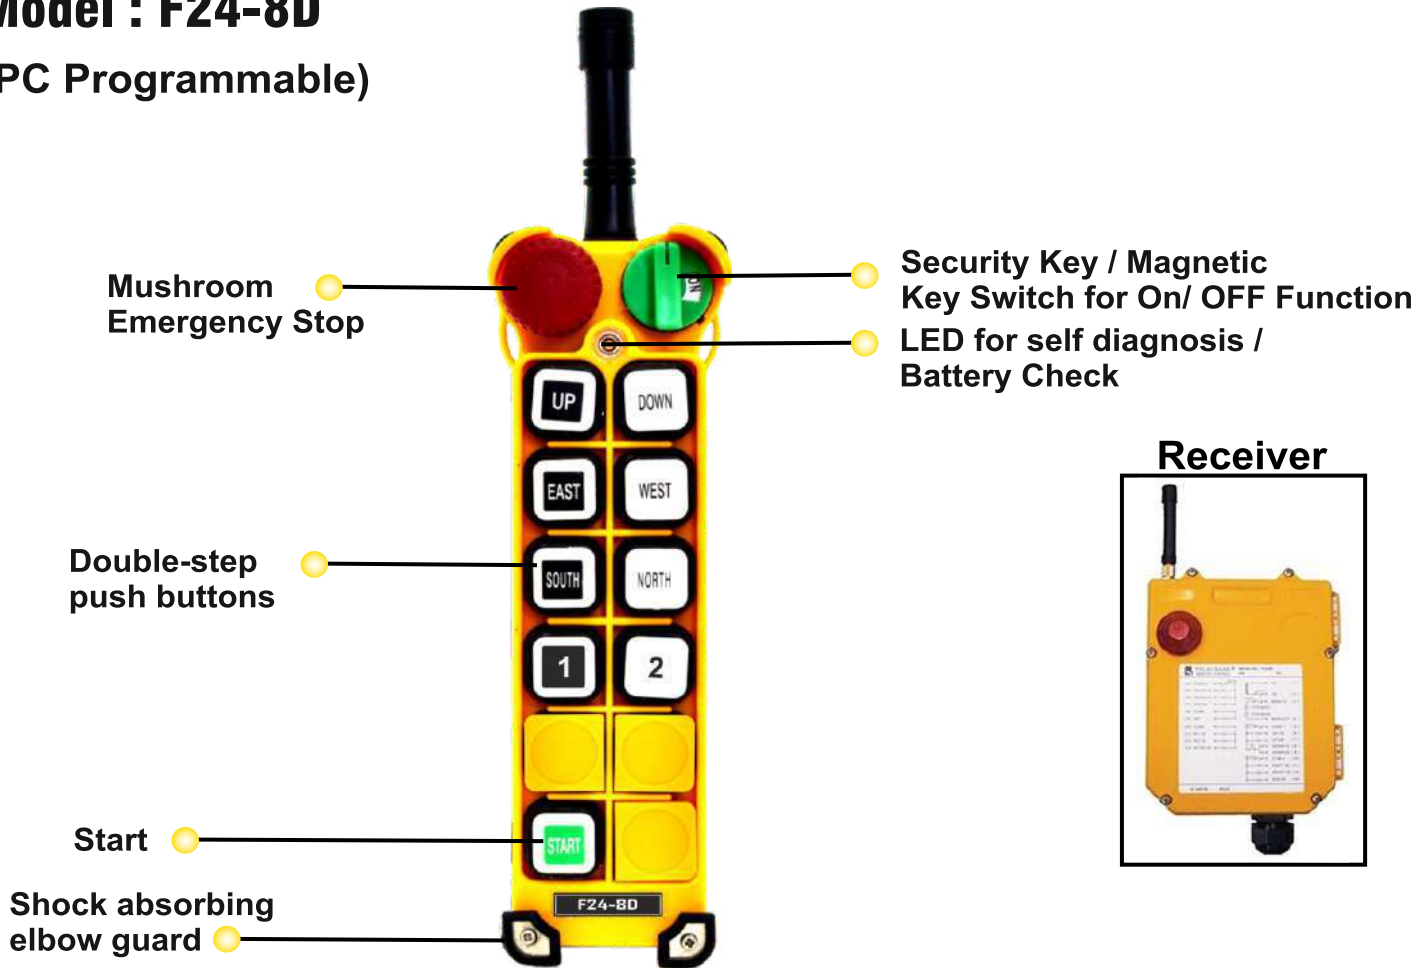 Model : F24-8D
PC Programmable)
Mushroom
Emergency Stop
Security Key / Magnetic
Key Switch for On/ OFF Function
ON
LED for self diagnosis /
Battery Check
UP
DOWN
EAST
WEST
Double-step
push buttons
SOUTH
NORTH
1
2
Start
START
F24-8D
Shock absorbing
elbow guard
Receiver